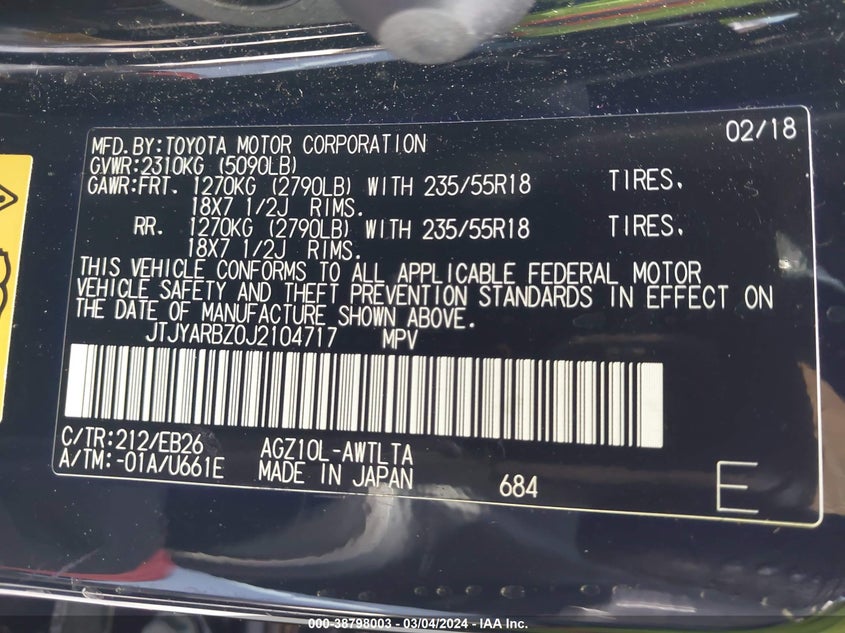 MFD.BY:TOYOTA MOTOR CORPORATION 02/18
GVWR:2310KG (5090LB)
GAWR:FRT. 1270KG (2790LB) WITH 235/55R18 TIRES.
18X7 1/2J RIMS.
RR. 1270KG (2790LB) WITH 235/55R18 TIRES.
18X7 1/2J RIMS.
THIS VEHICLE CONFORMS TO ALL APPLICABLE FEDERAL MOTOR
VEHICLE SAFETY AND THEFT PREVENTION STANDARDS IN EFFECT ON
THE DATE OF MANUFACTURE SHOWN ABOVE.
JTJYARBZ0J2104717 MPV
C/TR:212/EB26 AGZ10L-AWTLTA
A/TM:-01A/U661E MADE IN JAPAN 684 E
000-38798003 - 03/04/2024 - IAA Inc.